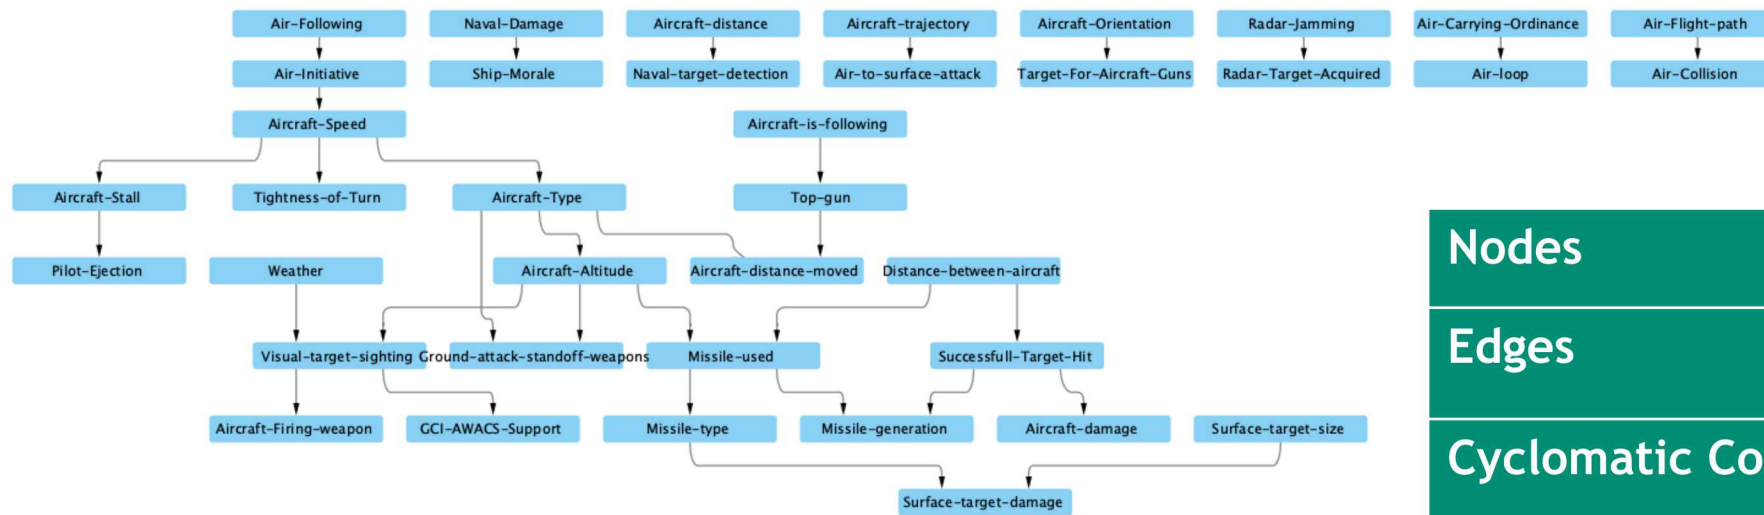 Air-Following
Naval-Damage
Aircraft-distance
Aircraft-trajectory
Aircraft-Orientation
Radar-Jamming
Air-Carrying-Ordinance
Air-Flight-path
Air-Initiative
Ship-Morale
Naval-target-detection
Air-to-surface-attack
Target-For-Aircraft-Guns
Radar-Target-Acquired
Air-loop
Air-Collision
Aircraft-Speed
Aircraft-is-following
Aircraft-Stall
Tightness-of-Turn
Aircraft-Type
Top-gun
Pilot-Ejection
Weather
Aircraft-Altitude
Aircraft-distance-moved
Distance-between-aircraft
Visual-target-sighting
Ground-attack-standoff-weapons
Missile-used
Successfull-Target-Hit
Aircraft-Firing-weapon
GCI-AWACS-Support
Missile-type
Missile-generation
Aircraft-damage
Surface-target-size
Surface-target-damage
Nodes
Edges
Cyclomatic Co